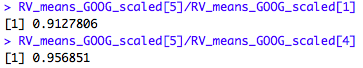 > RV_means_GOOG_scaled[5]/RV_means_GOOG_scaled[1]
[1] 0.9127806
> RV_means_GOOG_scaled[5]/RV_means_GOOG_scaled[4]
[1] 0.956851